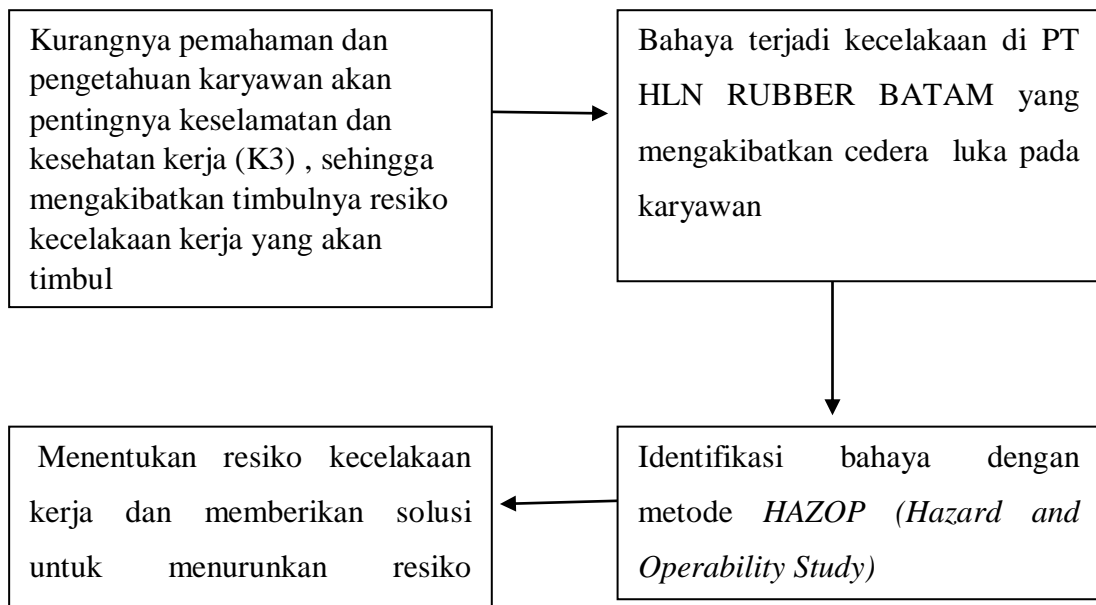 Kurangnya pemahaman dan
pengetahuan karyawan akan
pentingnya keselamatan dan
kesehatan kerja (K3) , sehingga
mengakibatkan timbulnya resiko
kecelakaan kerja yang akan
timbul
Bahaya terjadi kecelakaan di PT
HLN RUBBER BATAM yang
mengakibatkan cedera luka pada
karyawan
Identifikasi bahaya dengan
metode HAZOP (Hazard and
Operability Study)
Menentukan resiko kecelakaan
kerja dan memberikan solusi
untuk menurunkan resiko